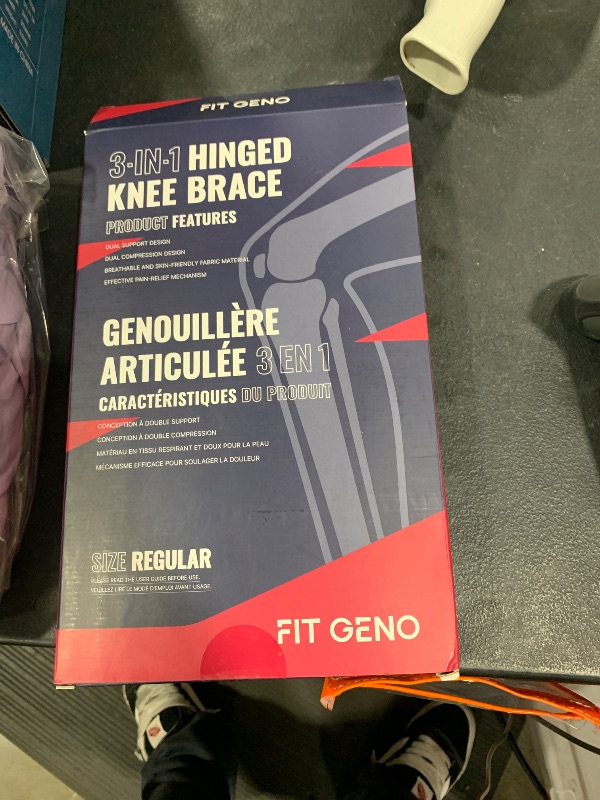 MADE IN CHINA
FIT GENO
3-IN-1 HINGED
KNEE BRACE
PRODUCT FEATURES
DUAL SUPPORT DESIGN
DUAL COMPRESSION DESIGN
BREATHABLE AND SKIN-FRIENDLY FABRIC MATERIAL
EFFECTIVE PAIN-RELIEF MECHANISM
GENOUILLÈRE
ARTICULÉE 3 EN 1
CARACTÉRISTIQUES DU PRODUIT
CONCEPTION À DOUBLE SUPPORT
CONCEPTION À DOUBLE COMPRESSION
MATÉRIAU EN TISSU RESPIRANT ET DOUX POUR LA PEAU
MÉCANISME EFFICACE POUR SOULAGER LA DOULEUR
SIZE REGULAR
PLEASE READ THE USER GUIDE BEFORE USE.
VEUILLEZ LIRE LE MODE D'EMPLOI AVANT USAGE.
FIT GENO